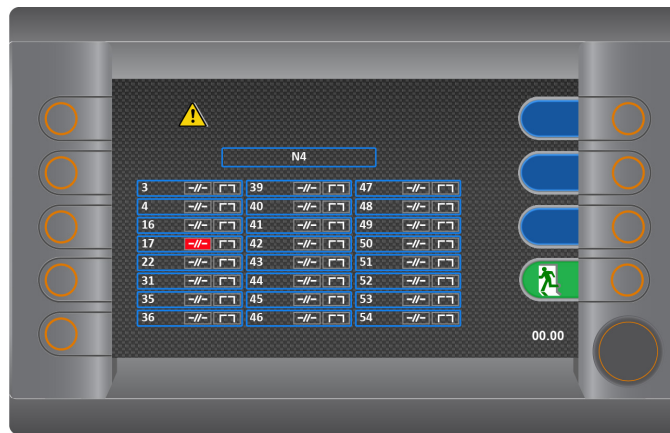 N4
3 -//- 39 -//- 47 -//-
4 -//- 40 -//- 48 -//-
16 -//- 41 -//- 49 -//-
17 -//- 42 -//- 50 -//-
22 -//- 43 -//- 51 -//-
31 -//- 44 -//- 52 -//-
35 -//- 45 -//- 53 -//-
36 -//- 46 -//- 54 -//-
00.00